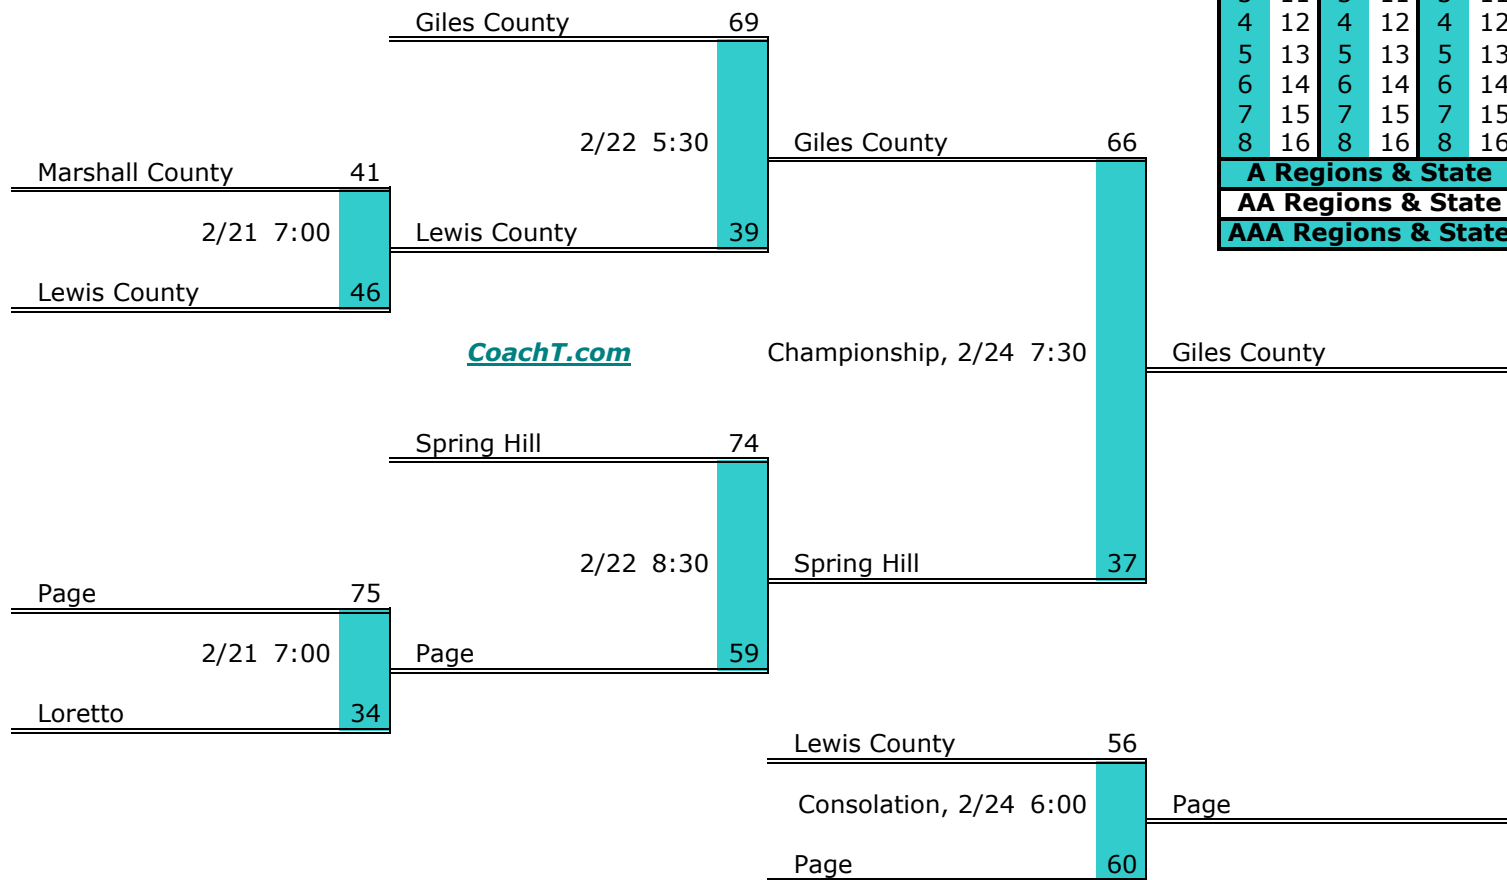 Giles County 69
4 12 4 12 4 12
5 13 5 13 5 13
6 14 6 14 6 14
7 15 7 15 7 15
2/22 5:30 Giles County 66
8 16 8 16 8 16
Marshall County 41
A Regions & State
AA Regions & State
2/21 7:00 Lewis County 39
AAA Regions & State
Lewis County 46
CoachT.com Championship, 2/24 7:30 Giles County
Spring Hill 74
2/22 8:30 Spring Hill 37
Page 75
2/21 7:00 Page 59
Loretto 34
Lewis County 56
Consolation, 2/24 6:00 Page
Page 60